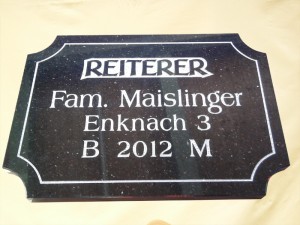 REITERER
Fam. Maislinger
Enknach 3
B 2012 M